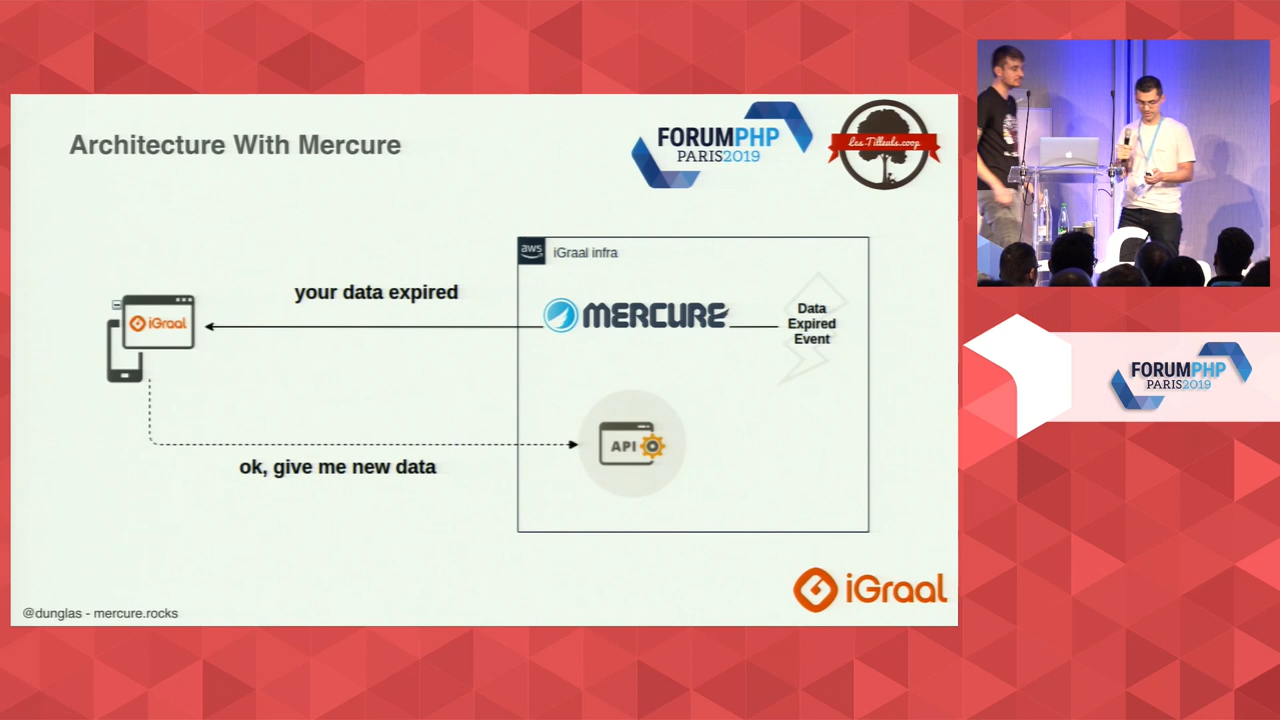 Architecture With Mercure
FORUMPHP
PARIS2019
Les-Tilleuls.coop
aws
iGraal infra
your data expired
iGraal
MERCURE
Data
Expired
Event
API
ok, give me new data
iGraal
@dunglas - mercure.rocks
FORUMPHP
PARIS2019